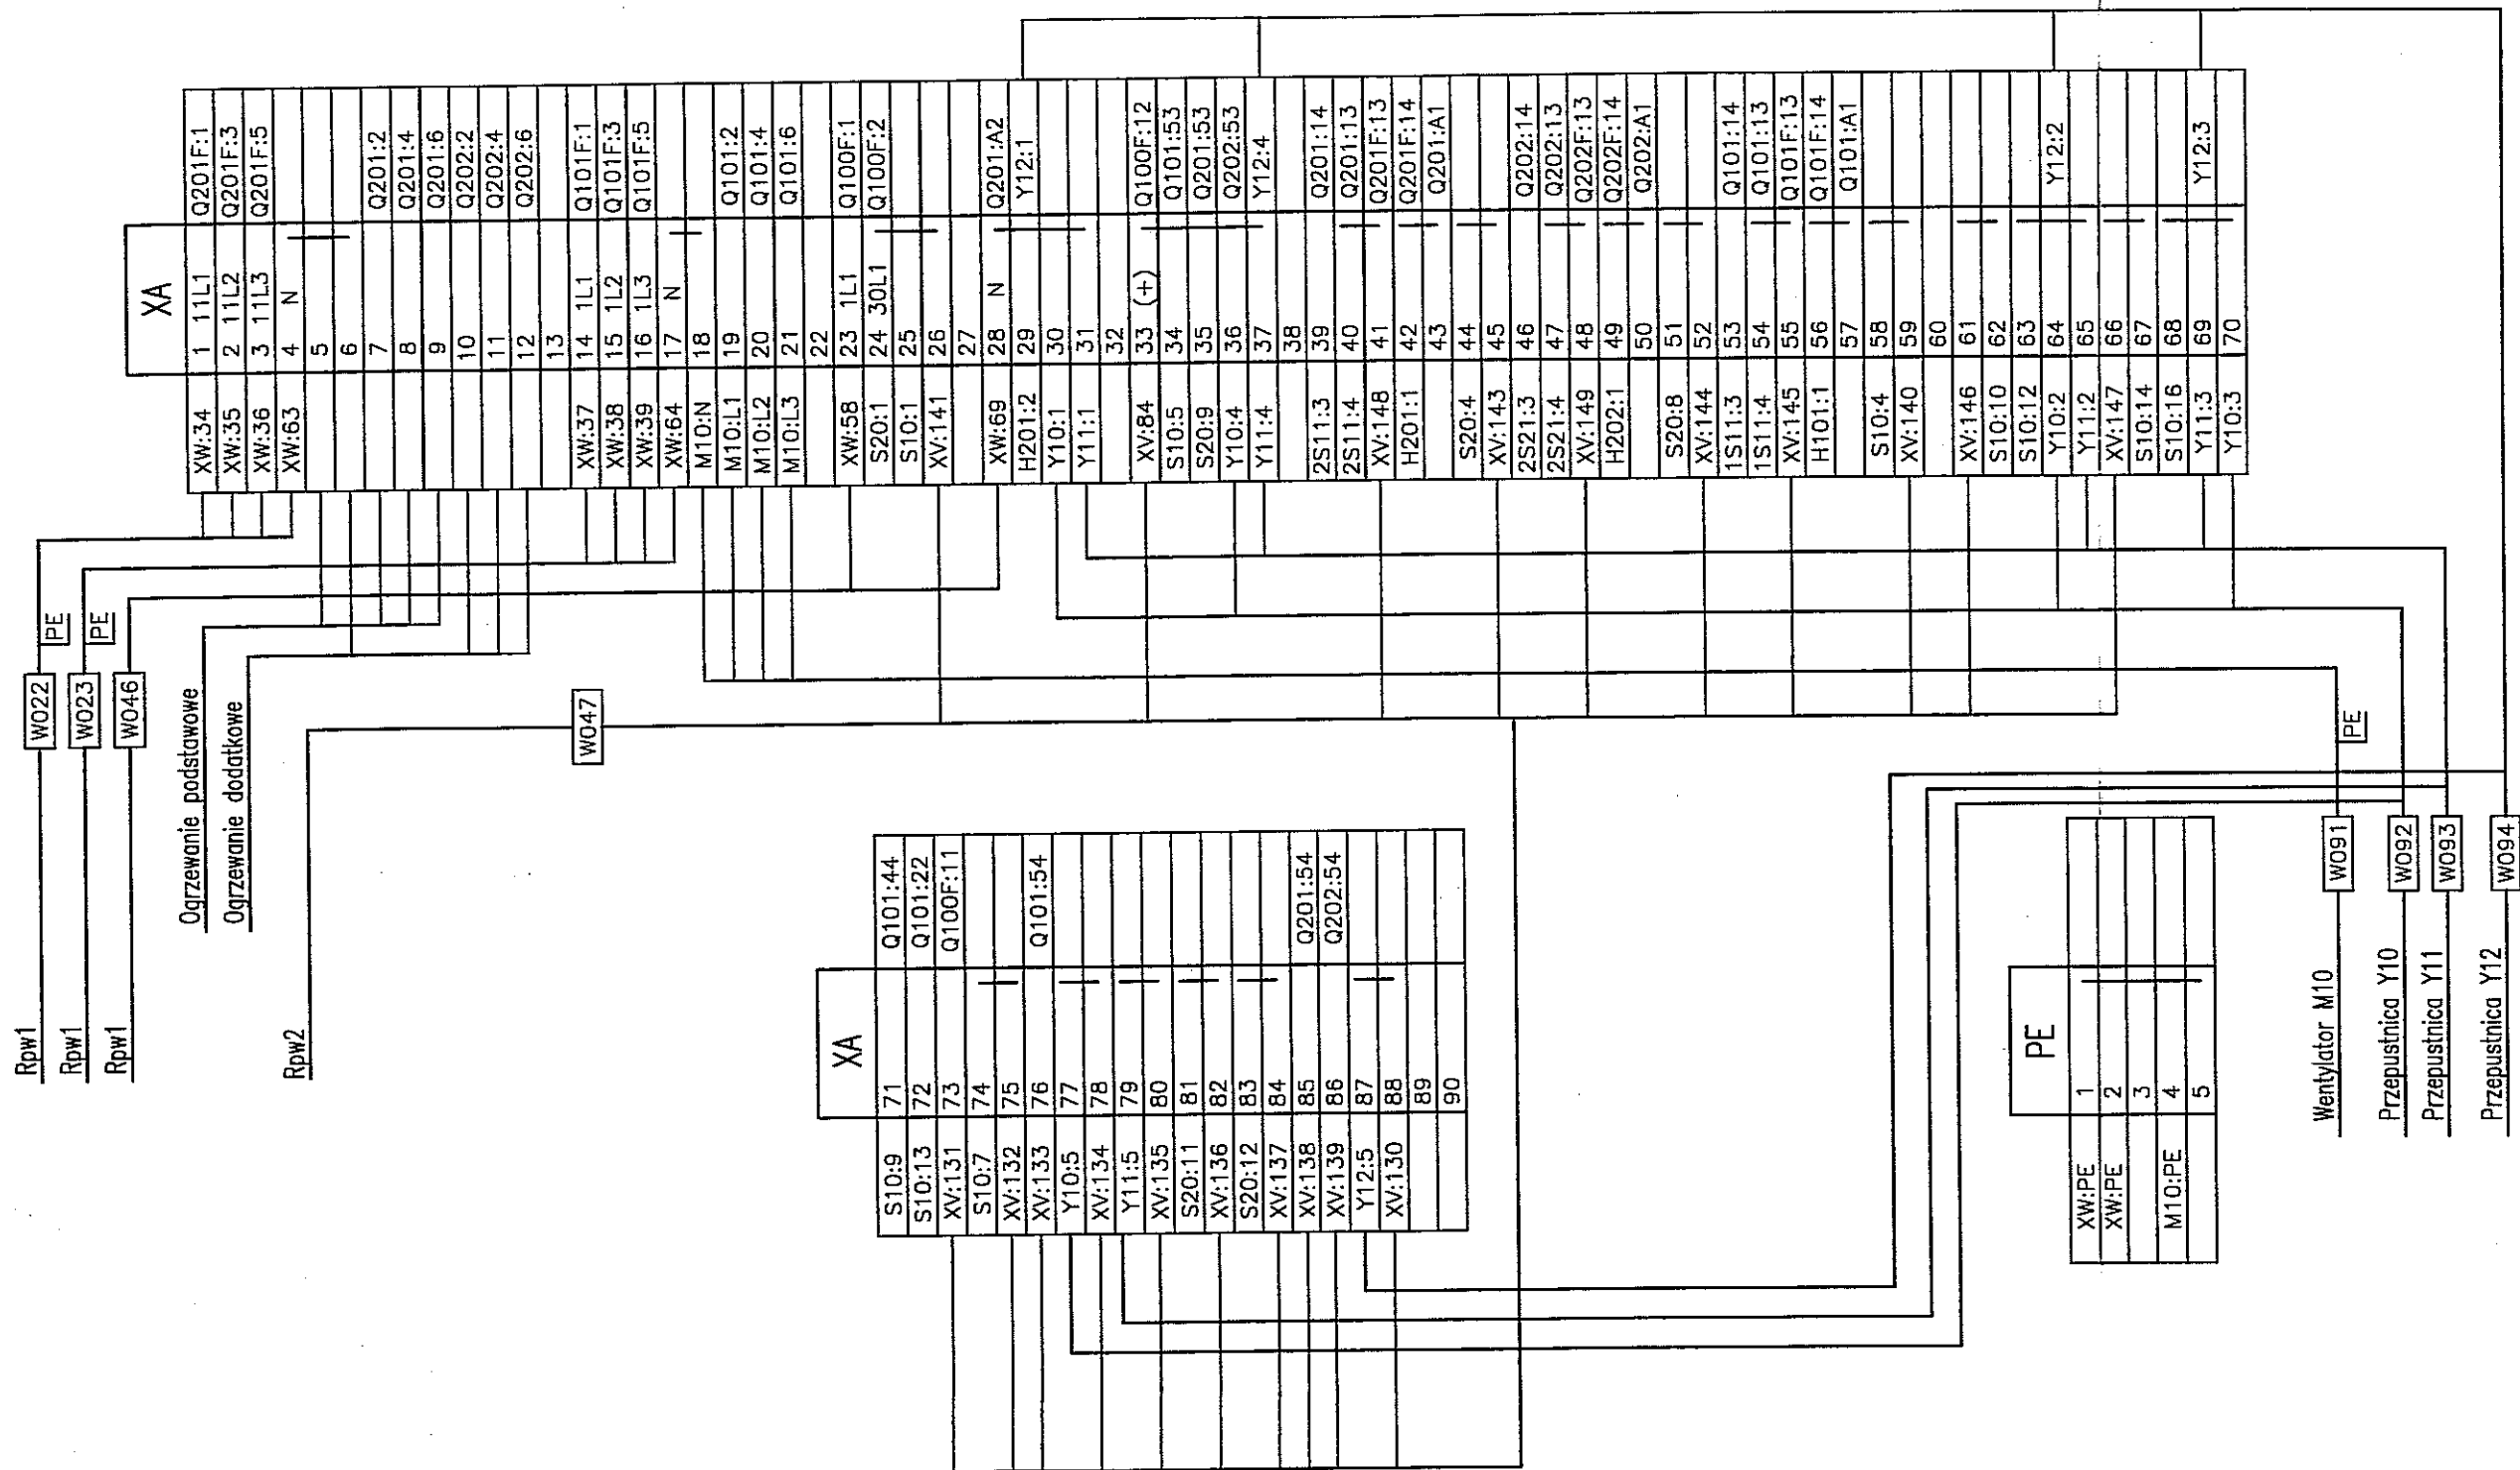 Rpw1 W022 PE
Rpw1 W023 PE
Rpw1 W046
Ogrzewanie podstawowe
Ogrzewanie dodatkowe
Rpw2 W047
XA
XW:34 1 11L1 Q201F:1
XW:35 2 11L2 Q201F:3
XW:36 3 11L3 Q201F:5
XW:63 4 N
5
6
7 Q201:2
8 Q201:4
9 Q201:6
10 Q202:2
11 Q202:4
12 Q202:6
13
XW:37 14 1L1 Q101F:1
XW:38 15 1L2 Q101F:3
XW:39 16 1L3 Q101F:5
XW:64 17 N
M10:N 18
M10:L1 19 Q101:2
M10:L2 20 Q101:4
M10:L3 21 Q101:6
22
XW:58 23 1L1 Q100F:1
S20:1 24 30L1 Q100F:2
S10:1 25
XV:141 26
27
XW:69 28 N Q201:A2
H201:2 29 Y12:1
Y10:1 30
Y11:1 31
32
XV:84 33 (+) Q100F:12
S10:5 34 Q101:53
S20:9 35 Q201:53
Y10:4 36 Q202:53
Y11:4 37 Y12:4
38
2S11:3 39 Q201:14
2S11:4 40 Q201:13
XV:148 41 Q201F:13
H201:1 42 Q201F:14
43 Q201:A1
S20:4 44
XV:143 45
2S21:3 46 Q202:14
2S21:4 47 Q202:13
XV:149 48 Q202F:13
H202:1 49 Q202F:14
50 Q202:A1
S20:8 51
XV:144 52
1S11:3 53 Q101:14
1S11:4 54 Q101:13
XV:145 55 Q101F:13
H101:1 56 Q101F:14
57 Q101:A1
S10:4 58
XV:140 59
60
XV:146 61
S10:10 62
S10:12 63
Y10:2 64 Y12:2
Y11:2 65
XV:147 66
S10:14 67
S10:16 68
Y11:3 69 Y12:3
Y10:3 70
XA
S10:9 71 Q101:44
S10:13 72 Q101:22
XV:131 73 Q100F:11
S10:7 74
XV:132 75
XV:133 76 Q101:54
Y10:5 77
XV:134 78
Y11:5 79
XV:135 80
S20:11 81
XV:136 82
S20:12 83
XV:137 84
XV:138 85 Q201:54
XV:139 86 Q202:54
Y12:5 87
XV:130 88
89
90
PE
XW:PE 1
XW:PE 2
3
M10:PE 4
5
Wentylator M10 W091 PE
Przepustnica Y10 W092
Przepustnica Y11 W093
Przepustnica Y12 W094